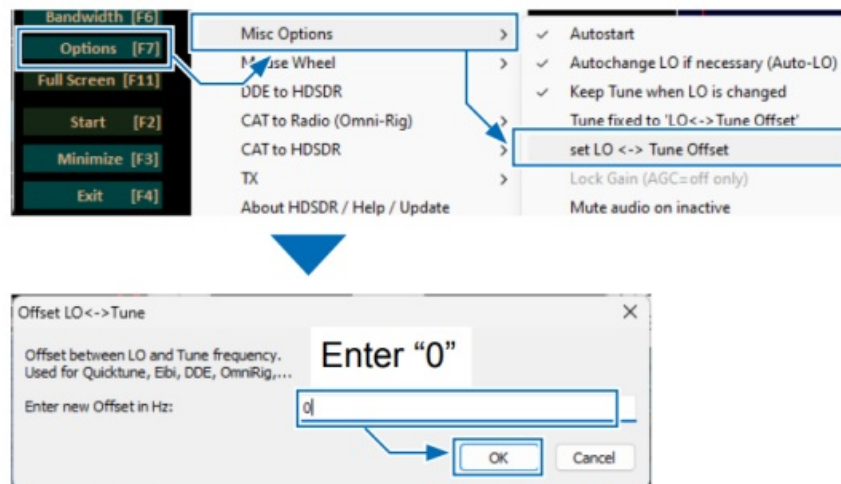 Bandwidth [F6]
Options [F7]
Full Screen [F11]
Start [F2]
Minimize [F3]
Exit [F4]
Misc Options >
Mouse Wheel >
DDE to HDSDR
CAT to Radio (Omni-Rig) >
CAT to HDSDR >
TX >
About HDSDR / Help / Update
✓ Autostart
✓ Autochange LO if necessary (Auto-LO)
✓ Keep Tune when LO is changed
Tune fixed to 'LO<->Tune Offset'
set LO <-> Tune Offset
Lock Gain (AGC=off only)
Mute audio on inactive
Offset LO<->Tune
Offset between LO and Tune frequency.
Used for Quicktune, Eibi, DDE, OmniRig,...
Enter “0”
Enter new Offset in Hz:
0
OK
Cancel